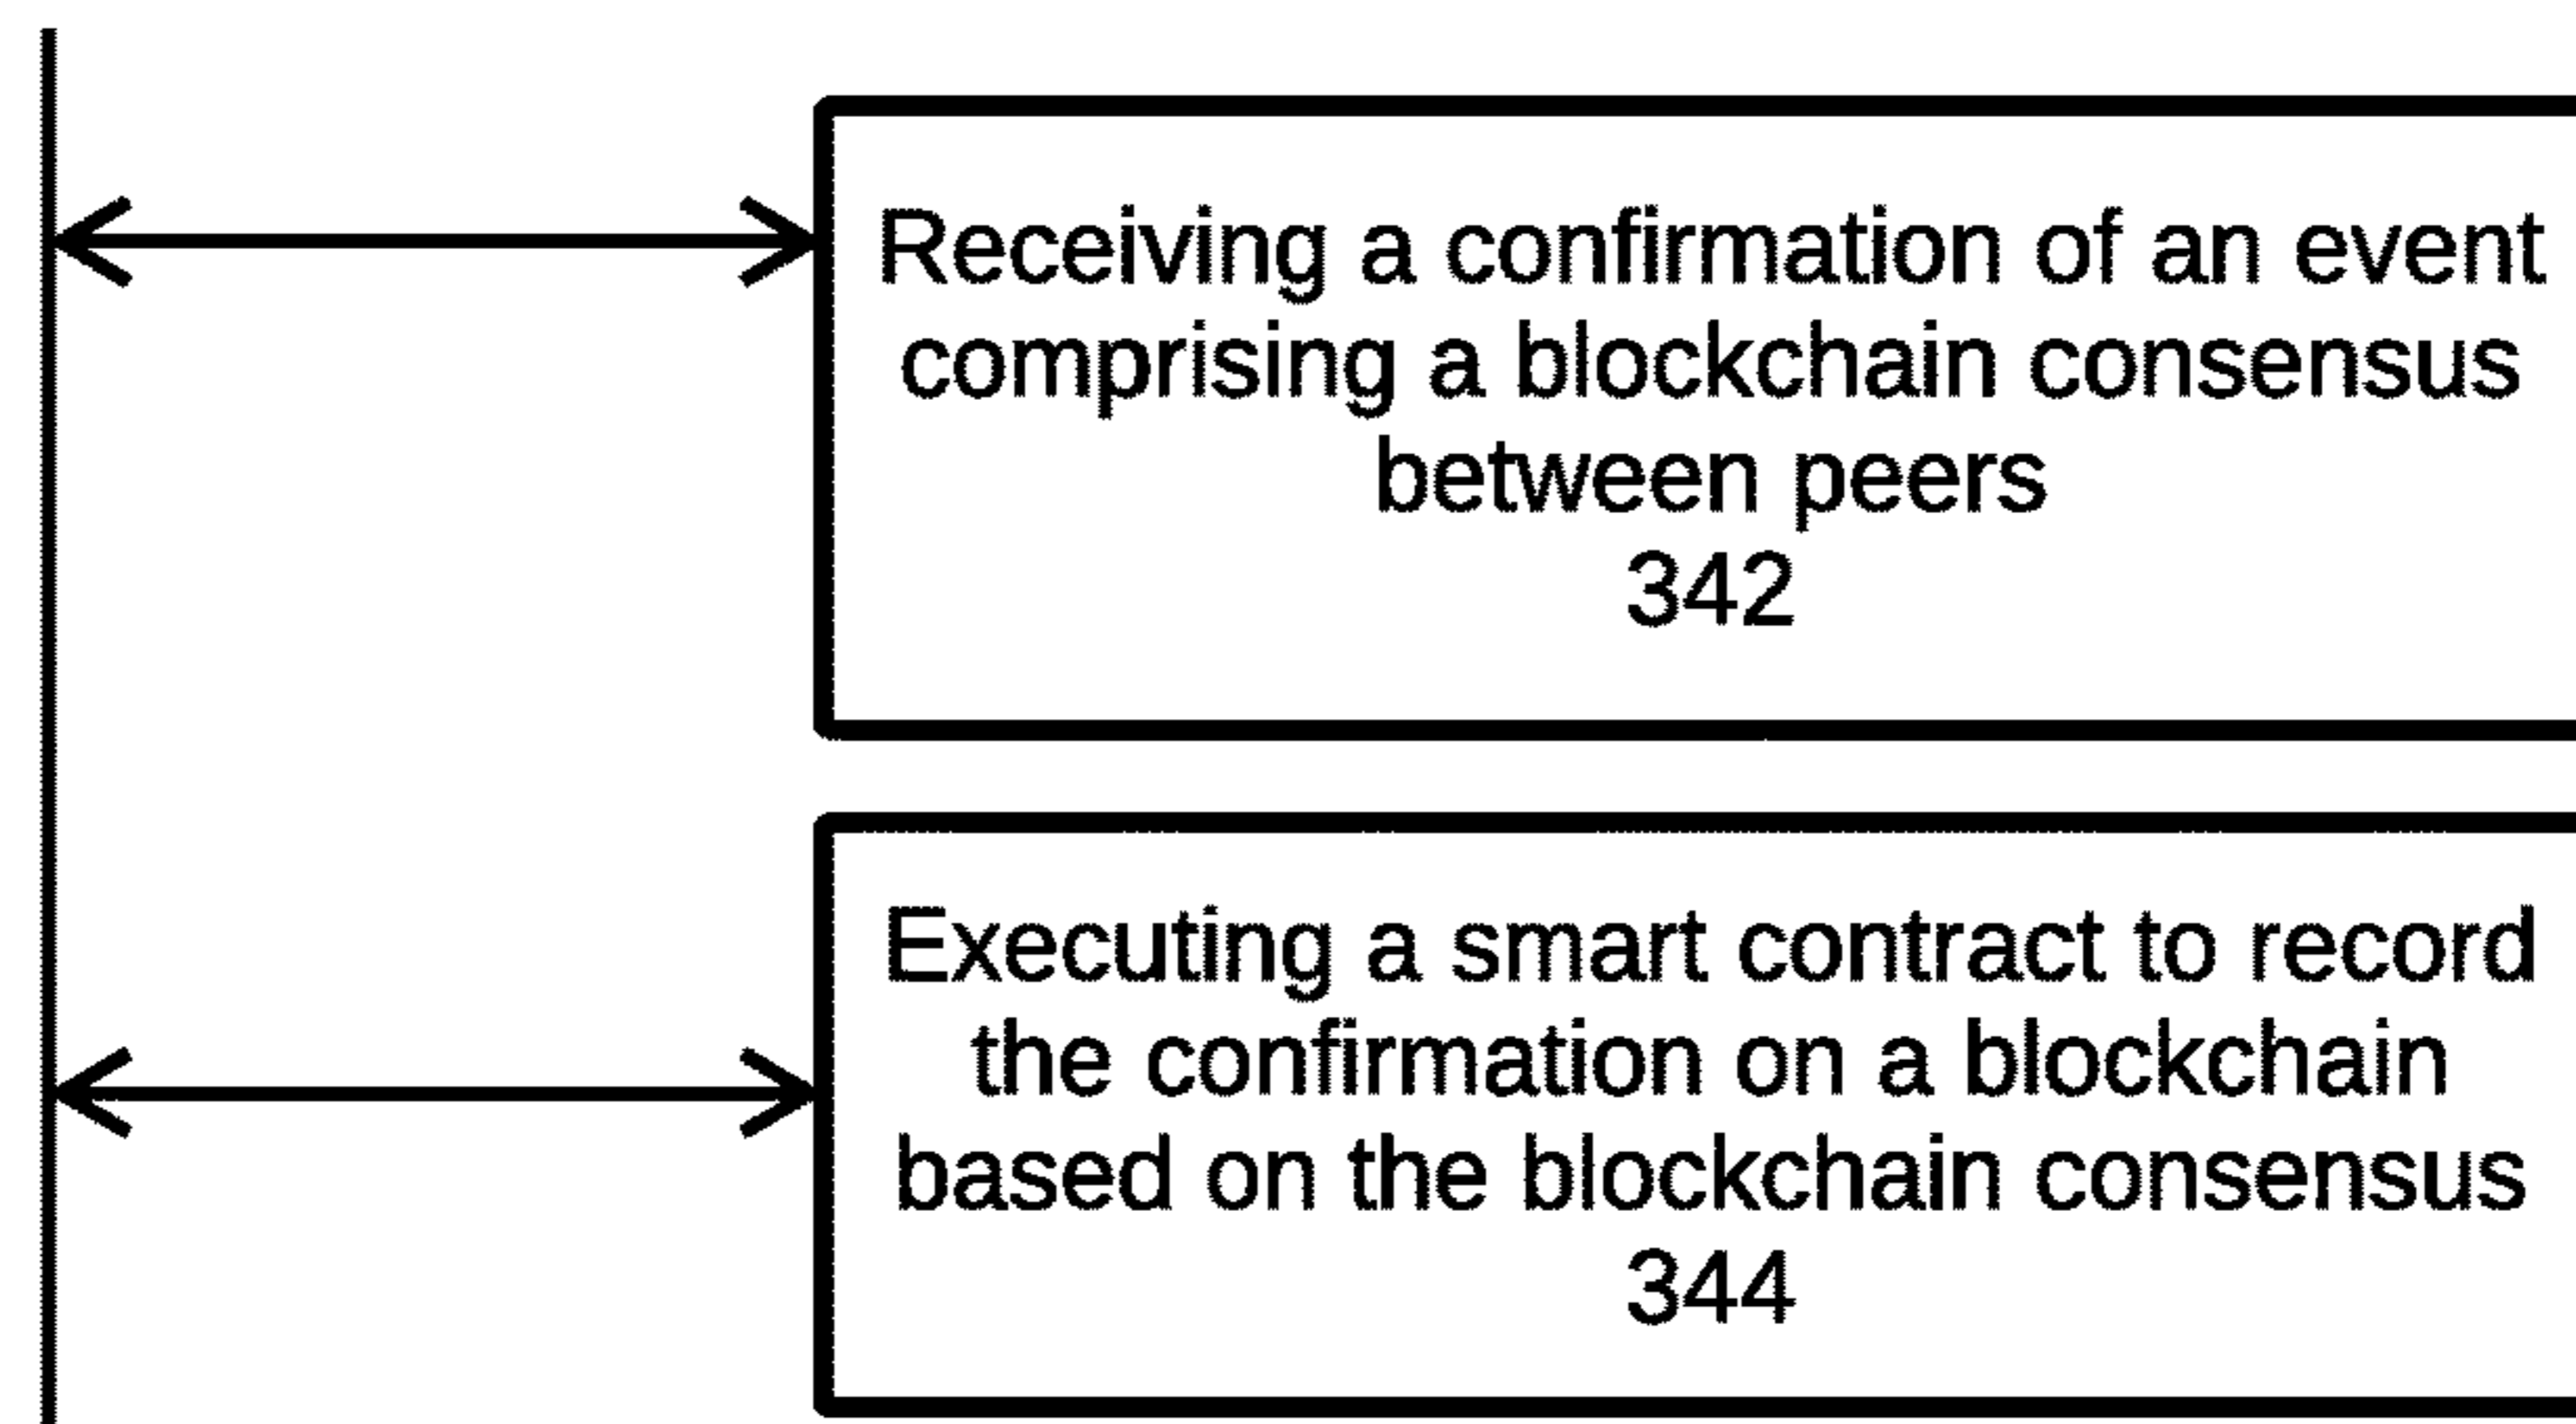 Receiving a confirmation of an event
comprising a blockchain consensus
between peers
342
Executing a smart contract to record
the confirmation on a blockchain
based on the blockchain consensus
344